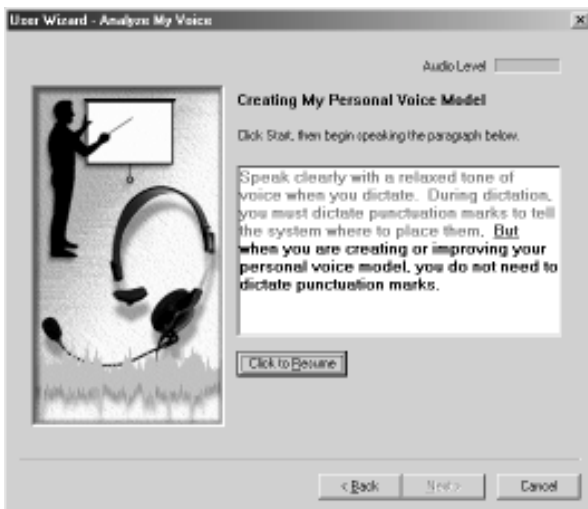 User Wizard - Analyze My Voice
Audio Level
Creating My Personal Voice Model
Click Start, then begin speaking the paragraph below.
Speak clearly with a relaxed tone of
voice when you dictate.  During dictation,
you must dictate punctuation marks to tell
the system where to place them.  But
when you are creating or improving your
personal voice model, you do not need to
dictate punctuation marks.
Click to Resume
< Back
Next >
Cancel